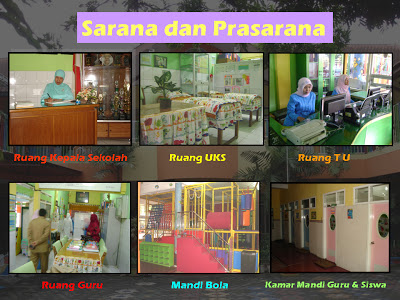 Sarana dan Prasarana
Ruang Kepala Sekolah
Ruang UKS
Ruang T U
Ruang Guru
Mandi Bola
Kamar Mandi Guru & Siswa